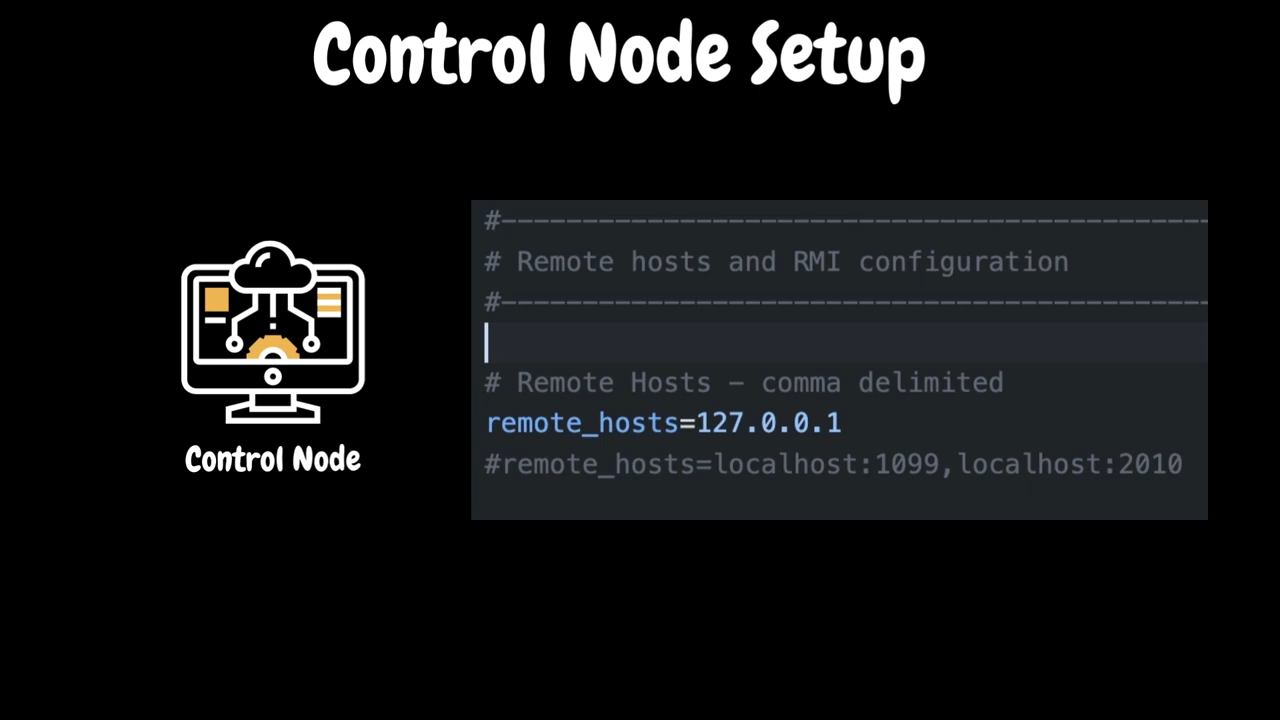 Control Node Setup
#--------------------------------------------
# Remote hosts and RMI configuration
#--------------------------------------------
# Remote Hosts - comma delimited
remote_hosts=127.0.0.1
#remote_hosts=localhost:1099,localhost:2010
Control Node